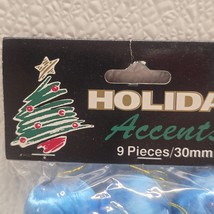 HOLIDA
Accents
9 Pieces/30mm